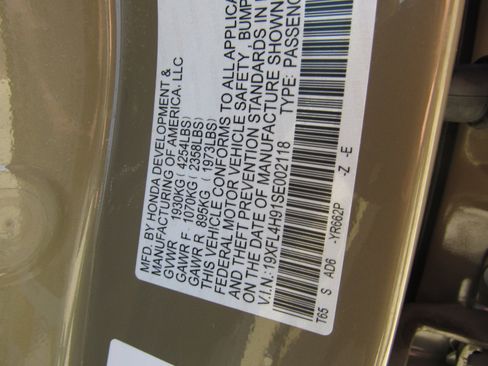 MFD. BY HONDA DEVELOPMENT &
MANUFACTURING OF AMERICA, LLC
GVWR 1930KG (4254LBS)
GAWR F 1070KG (2358LBS)
GAWR R 895KG (1973LBS)
THIS VEHICLE CONFORMS TO ALL APPLICA
FEDERAL MOTOR VEHICLE SAFETY, BUMP
THEFT PREVENTION STANDARDS IN
ON THE DATE OF MANUFACTURE SHOWN
V.I.N.:19XFL4H91SE002118 TYPE: PASSENG
T65 S AD6 -YR662P -Z -E